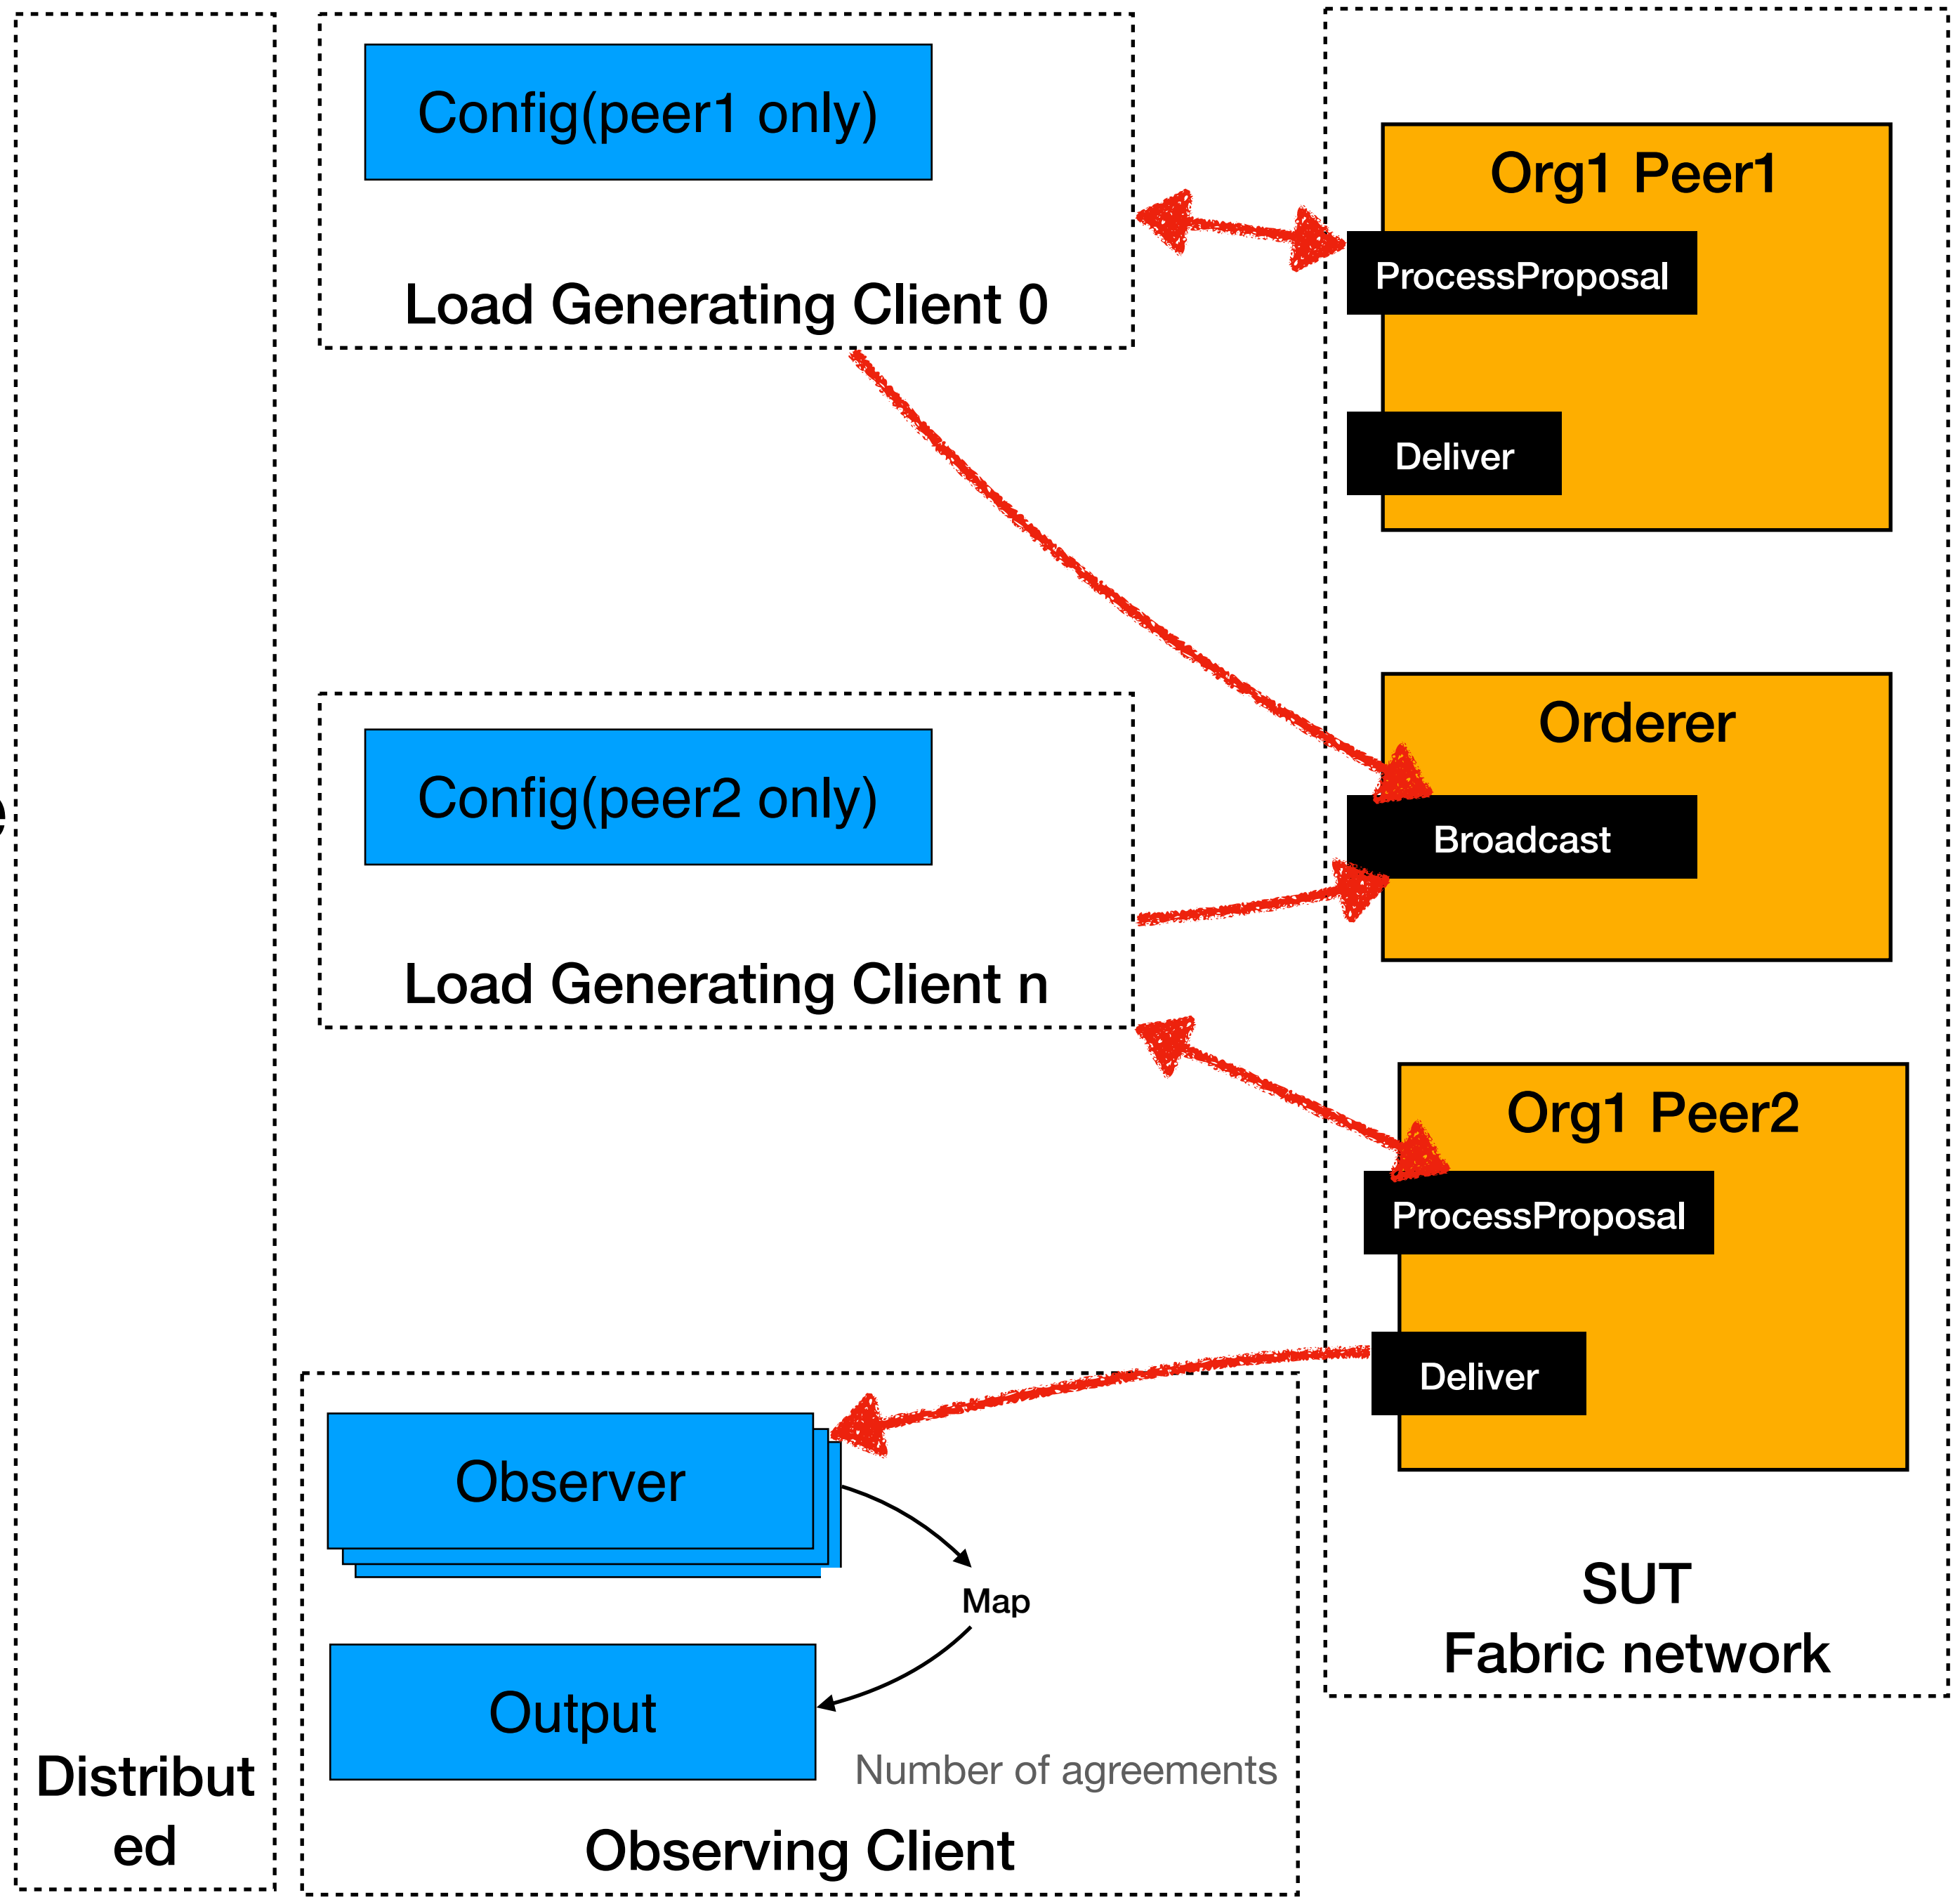 Config(peer1 only)
Load Generating Client 0
Org1 Peer1
ProcessProposal
Deliver
Orderer
Broadcast
Config(peer2 only)
Load Generating Client n
Org1 Peer2
ProcessProposal
Deliver
Observer
Map
Output
Number of agreements
Observing Client
SUT
Fabric network
Distribut
ed
e